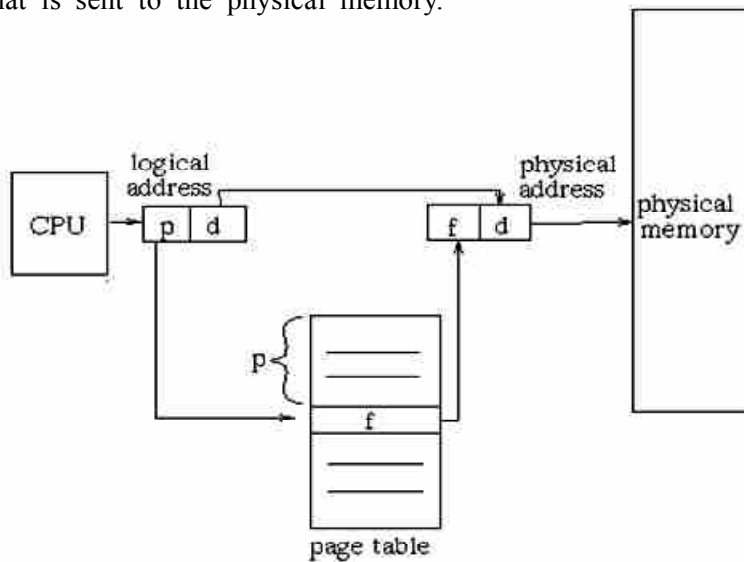 hat is sent to the physical memory.
logical
address
physical
address
CPU
p d
f d
physical
memory
p
f
page table